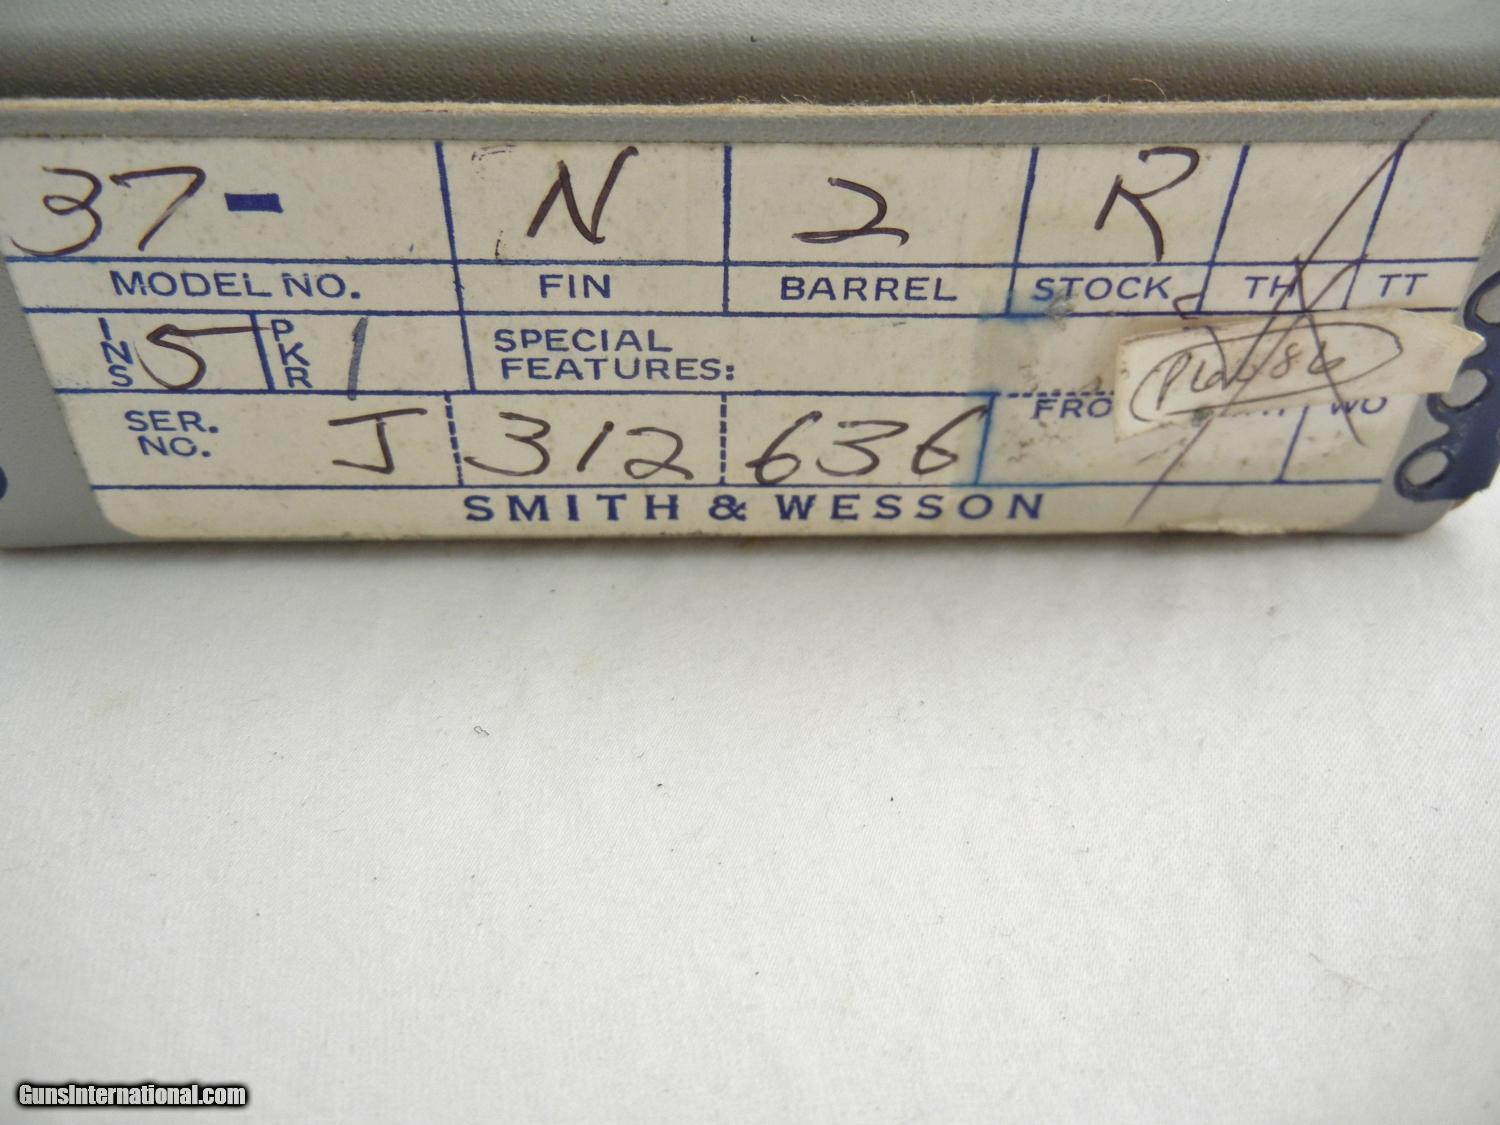 37- N 2 R
MODEL NO. FIN BARREL STOCK TH TT
INS 5 PKR 1 SPECIAL FEATURES:
SER. NO. J 312 636 FRO WO
SMITH & WESSON
GunsInternational.com